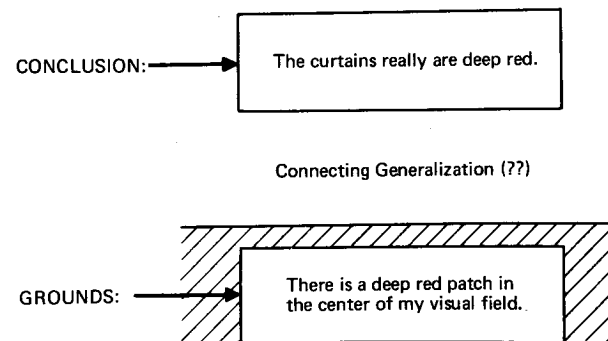 CONCLUSION:
The curtains really are deep red.
Connecting Generalization (??)
GROUNDS:
There is a deep red patch in
the center of my visual field.